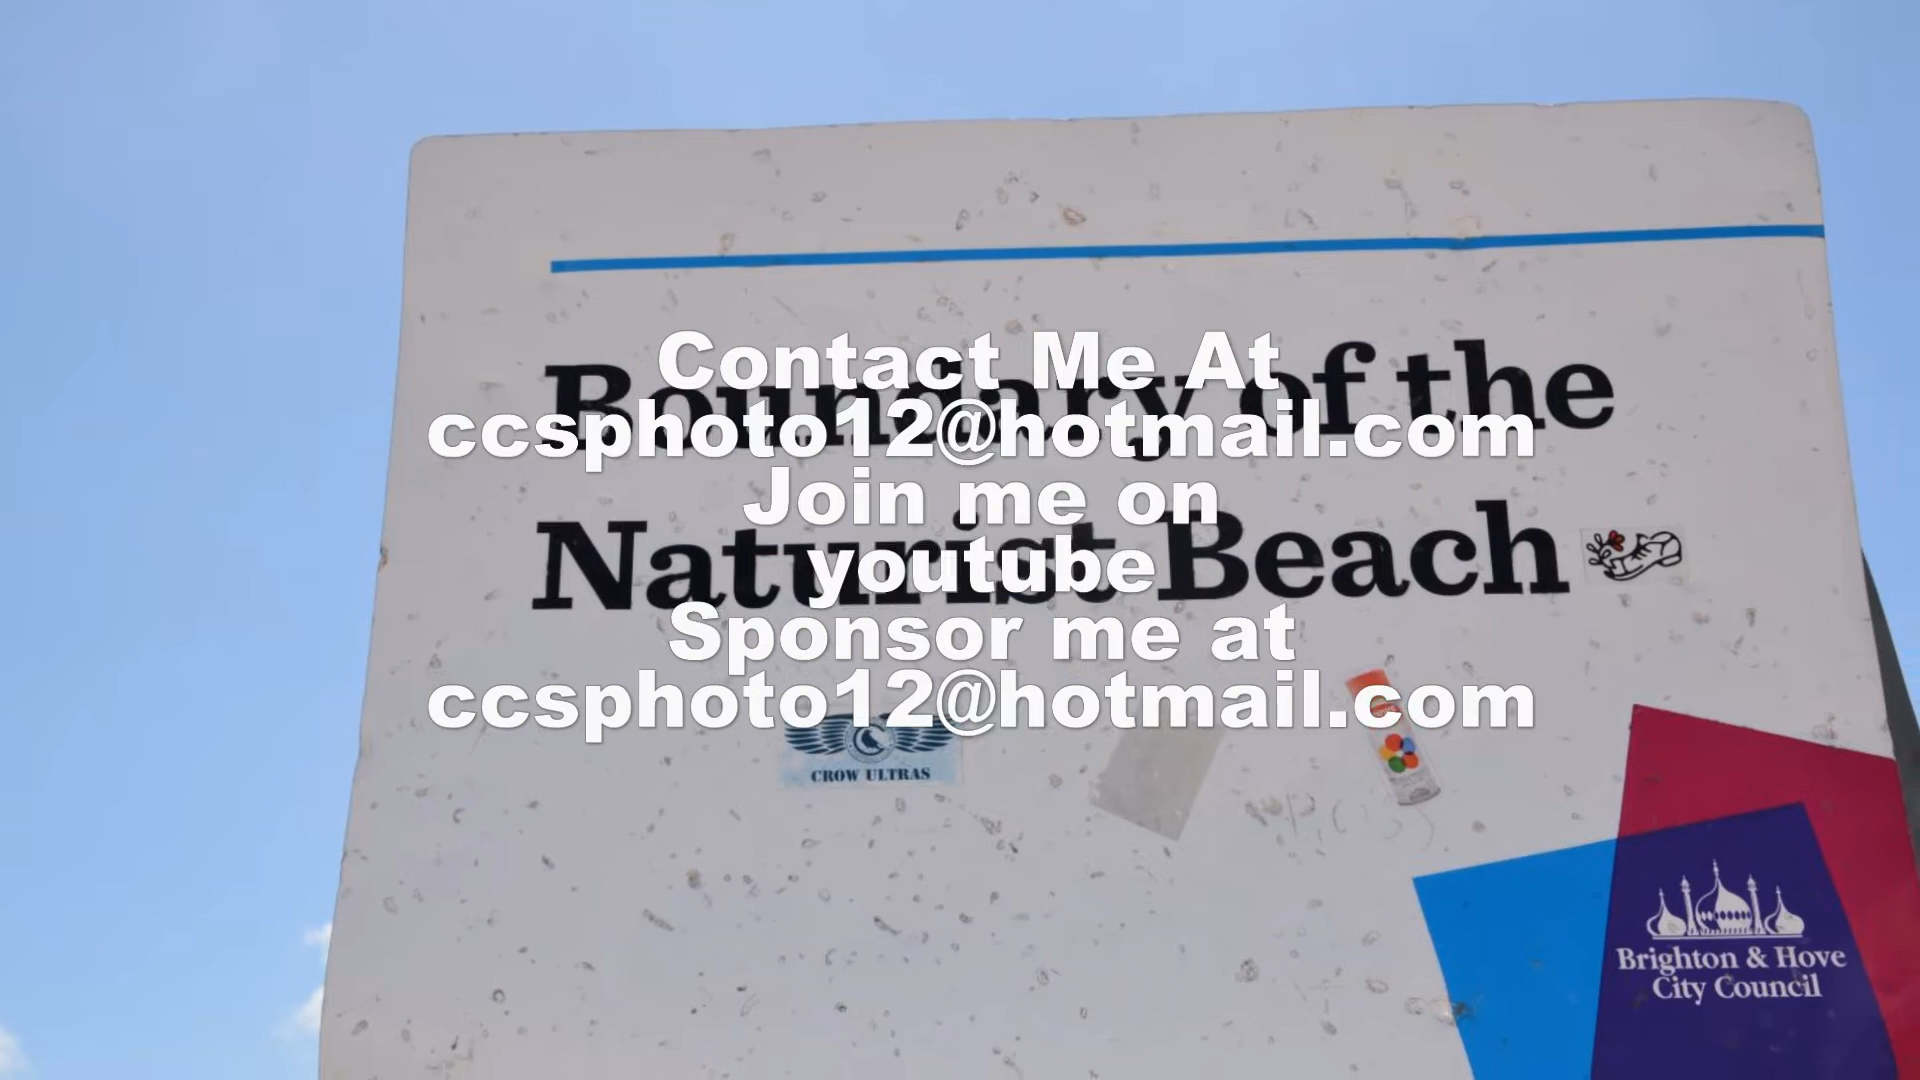 Contact Me At
ccsphoto12@hotmail.com
Join me on
youtube
Sponsor me at
ccsphoto12@hotmail.com
Boundary of the
Naturist Beach
CROW ULTRAS
Brighton & Hove
City Council